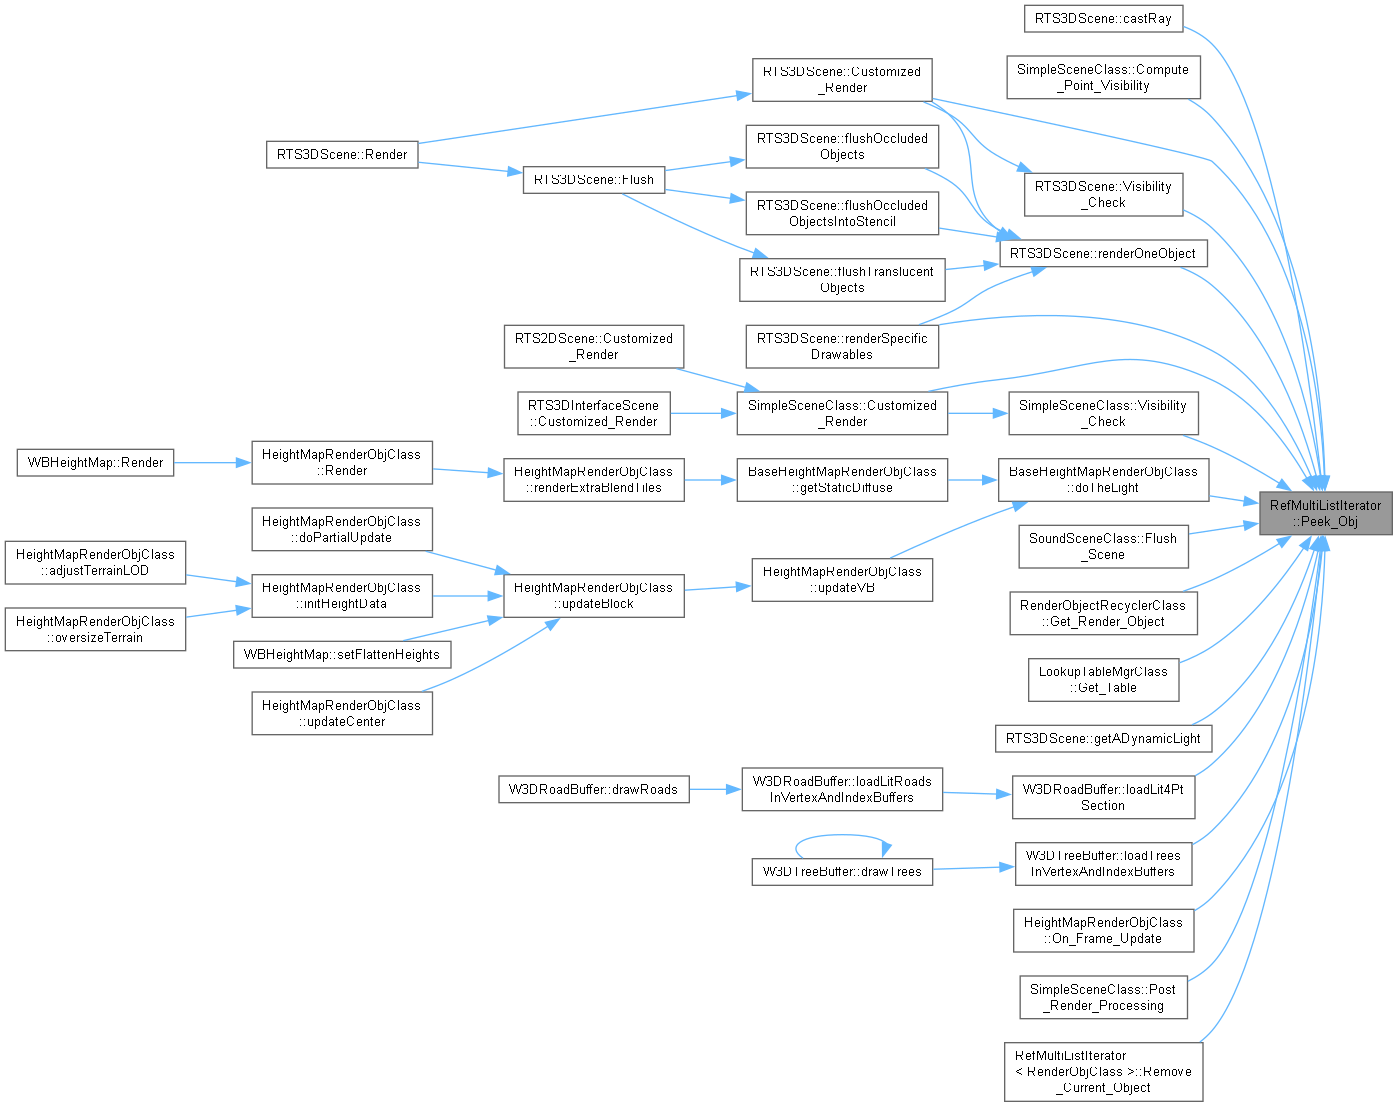 RTS3DScene::castRay
SimpleSceneClass::Compute
_Point_Visibility
RTS3DScene::Customized
_Render
RTS3DScene::flushOccluded
Objects
RTS3DScene::Render
RTS3DScene::Flush
RTS3DScene::Visibility
_Check
RTS3DScene::flushOccluded
ObjectsIntoStencil
RTS3DScene::renderOneObject
RTS3DScene::flushTranslucent
Objects
RTS3DScene::renderSpecific
Drawables
RTS2DScene::Customized
_Render
RTS3DInterfaceScene
::Customized_Render
SimpleSceneClass::Customized
_Render
SimpleSceneClass::Visibility
_Check
WBHeightMap::Render
HeightMapRenderObjClass
::Render
HeightMapRenderObjClass
::renderExtraBlendTiles
BaseHeightMapRenderObjClass
::getStaticDiffuse
BaseHeightMapRenderObjClass
::doTheLight
RefMultiListIterator
::Peek_Obj
HeightMapRenderObjClass
::doPartialUpdate
SoundSceneClass::Flush
_Scene
HeightMapRenderObjClass
::adjustTerrainLOD
HeightMapRenderObjClass
::initHeightData
HeightMapRenderObjClass
::updateBlock
HeightMapRenderObjClass
::updateVB
HeightMapRenderObjClass
::oversizeTerrain
RenderObjectRecyclerClass
::Get_Render_Object
WBHeightMap::setFlattenHeights
LookupTableMgrClass
::Get_Table
HeightMapRenderObjClass
::updateCenter
RTS3DScene::getADynamicLight
W3DRoadBuffer::drawRoads
W3DRoadBuffer::loadLitRoads
InVertexAndIndexBuffers
W3DRoadBuffer::loadLit4Pt
Section
W3DTreeBuffer::drawTrees
W3DTreeBuffer::loadTrees
InVertexAndIndexBuffers
HeightMapRenderObjClass
::On_Frame_Update
SimpleSceneClass::Post
_Render_Processing
RefMultiListIterator
< RenderObjClass >::Remove
_Current_Object